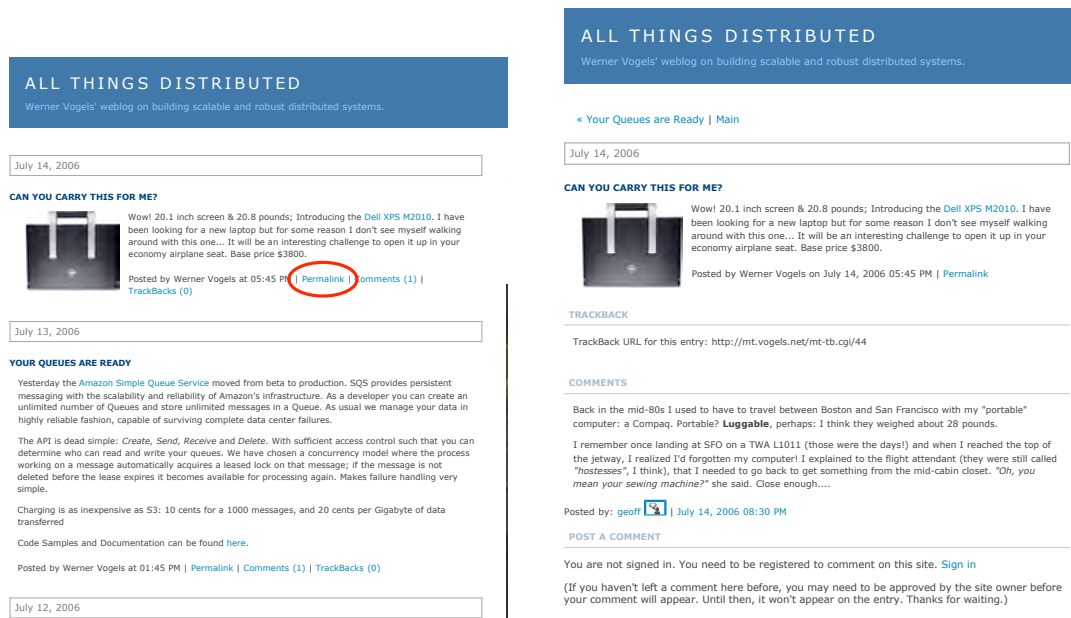 ALL THINGS DISTRIBUTED
Werner Vogels' weblog on building scalable and robust distributed systems.
July 14, 2006
CAN YOU CARRY THIS FOR ME?
Wow! 20.1 inch screen & 20.8 pounds; Introducing the Dell XPS M2010. I have
been looking for a new laptop but for some reason I don't see myself walking
around with this one... It will be an interesting challenge to open it up in your
economy airplane seat. Base price $3800.
Posted by Werner Vogels at 05:45 PM | Permalink | Comments (1) |
TrackBacks (0)
July 13, 2006
YOUR QUEUES ARE READY
Yesterday the Amazon Simple Queue Service moved from beta to production. SQS provides persistent
messaging with the scalability and reliability of Amazon's infrastructure. As a developer you can create an
unlimited number of Queues and store unlimited messages in a Queue. As usual we manage your data in
highly reliable fashion, capable of surviving complete data center failures.
The API is dead simple: Create, Send, Receive and Delete. With sufficient access control such that you can
determine who can read and write your queues. We have chosen a concurrency model where the process
working on a message automatically acquires a leased lock on that message; if the message is not
deleted before the lease expires it becomes available for processing again. Makes failure handling very
simple.
Charging is as inexpensive as S3: 10 cents for a 1000 messages, and 20 cents per Gigabyte of data
transferred
Code Samples and Documentation can be found here.
Posted by Werner Vogels at 01:45 PM | Permalink | Comments (1) | TrackBacks (0)
July 12, 2006
ALL THINGS DISTRIBUTED
Werner Vogels' weblog on building scalable and robust distributed systems.
« Your Queues are Ready | Main
July 14, 2006
CAN YOU CARRY THIS FOR ME?
Wow! 20.1 inch screen & 20.8 pounds; Introducing the Dell XPS M2010. I have
been looking for a new laptop but for some reason I don't see myself walking
around with this one... It will be an interesting challenge to open it up in your
economy airplane seat. Base price $3800.
Posted by Werner Vogels on July 14, 2006 05:45 PM | Permalink
TRACKBACK
TrackBack URL for this entry: http://mt.vogels.net/mt-tb.cgi/44
COMMENTS
Back in the mid-80s I used to have to travel between Boston and San Francisco with my "portable"
computer: a Compaq. Portable? Luggable, perhaps: I think they weighed about 28 pounds.
I remember once landing at SFO on a TWA L1011 (those were the days!) and when I reached the top of
the jetway, I realized I'd forgotten my computer! I explained to the flight attendant (they were still called
"hostesses", I think), that I needed to go back to get something from the mid-cabin closet. "Oh, you
mean your sewing machine?" she said. Close enough....
Posted by: geoff | July 14, 2006 08:30 PM
POST A COMMENT
You are not signed in. You need to be registered to comment on this site. Sign in
(If you haven't left a comment here before, you may need to be approved by the site owner before
your comment will appear. Until then, it won't appear on the entry. Thanks for waiting.)